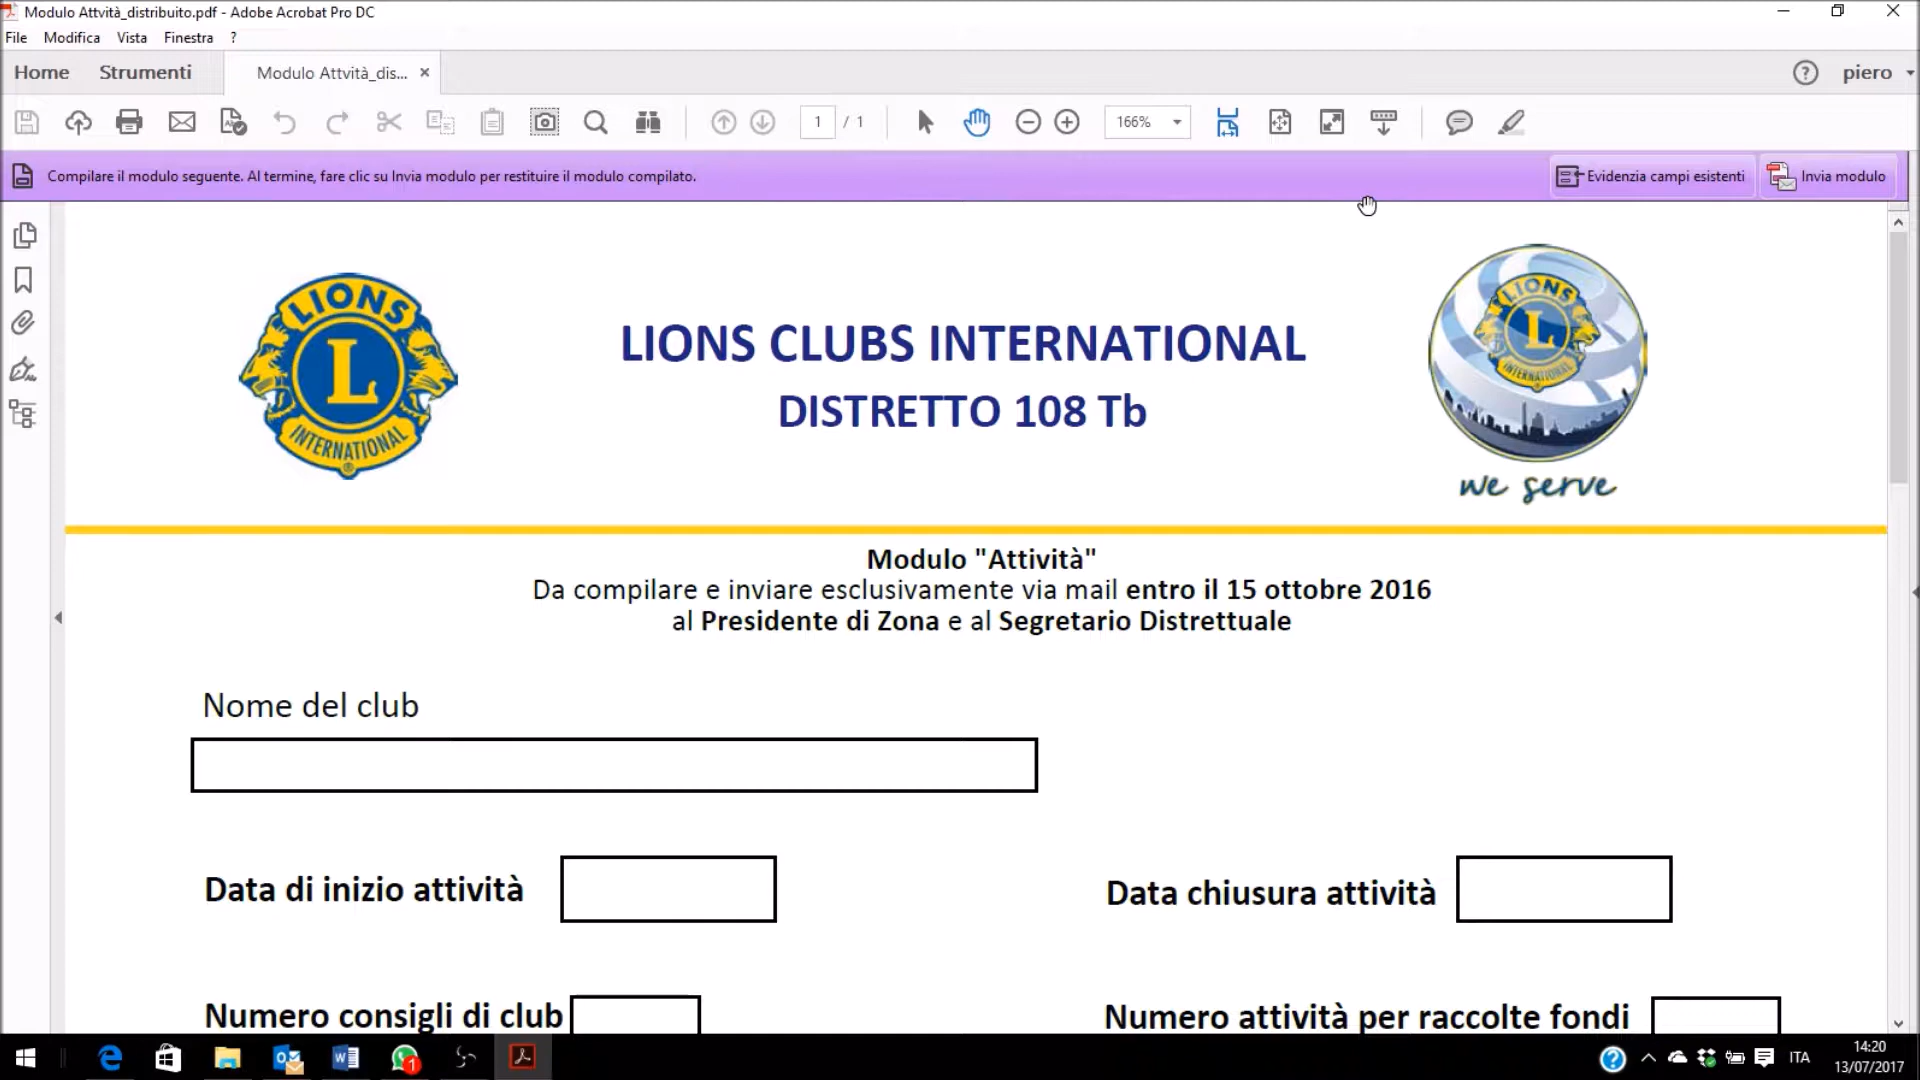 Modulo Attvità_distribuito.pdf - Adobe Acrobat Pro DC
File Modifica Vista Finestra ?
Home Strumenti Modulo Attvità_dis... × ? piero
1 / 1 166%
Compilare il modulo seguente. Al termine, fare clic su Invia modulo per restituire il modulo compilato. Evidenzia campi esistenti Invia modulo
LIONS
L
INTERNATIONAL
®
LIONS CLUBS INTERNATIONAL
DISTRETTO 108 Tb
LIONS
L
INTERNATIONAL
we serve
Modulo "Attività"
Da compilare e inviare esclusivamente via mail entro il 15 ottobre 2016
al Presidente di Zona e al Segretario Distrettuale
Nome del club
Data di inizio attività Data chiusura attività
Numero consigli di club Numero attività per raccolte fondi
1 ? ITA 14:20
13/07/2017